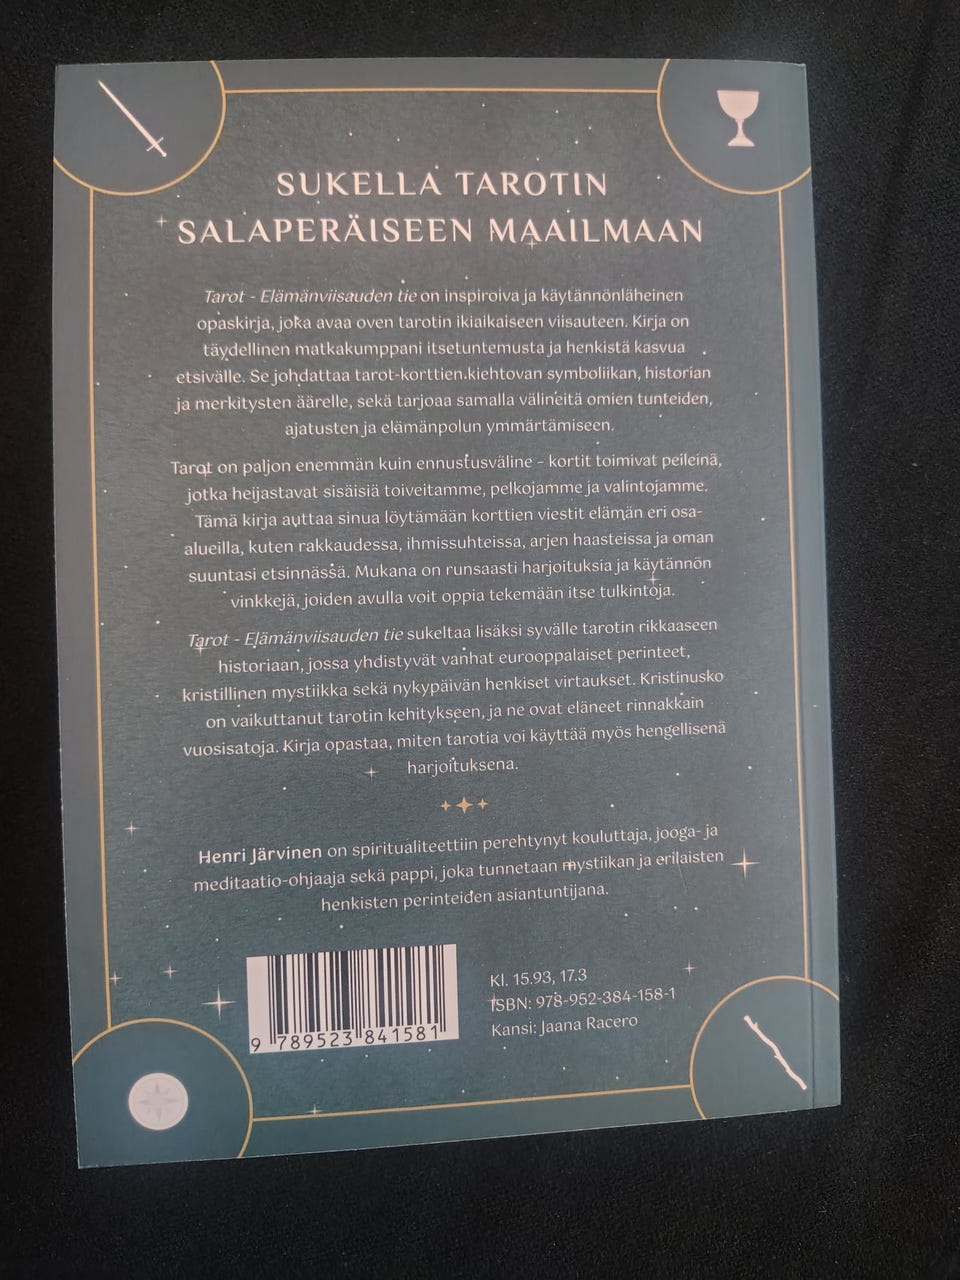 SUKELLA TAROTIN
SALAPERÄISEEN MAAILMAAN
Tarot - Elämänviisauden tie on inspiroiva ja käytännönläheinen
opaskirja, joka avaa oven tarotin ikiaikaiseen viisauteen. Kirja on
täydellinen matkakumppani itsetuntemusta ja henkistä kasvua
etsivälle. Se johdattaa tarot-korttien kiehtovan symboliikan, historian
ja merkitysten äärelle, sekä tarjoaa samalla välineitä omien tunteiden,
ajatusten ja elämänpolun ymmärtämiseen.
Tarot on paljon enemmän kuin ennustusväline – kortit toimivat peileinä,
jotka heijastavat sisäisiä toiveitamme, pelkojamme ja valintojamme.
Tämä kirja auttaa sinua löytämään korttien viestit elämän eri osa-
alueilla, kuten rakkaudessa, ihmissuhteissa, arjen haasteissa ja oman
suuntasi etsinnässä. Mukana on runsaasti harjoituksia ja käytännön
vinkkejä, joiden avulla voit oppia tekemään itse tulkintoja.
Tarot - Elämänviisauden tie sukeltaa lisäksi syvälle tarotin rikkaaseen
historiaan, jossa yhdistyvät vanhat eurooppalaiset perinteet,
kristillinen mystiikka sekä nykypäivän henkiset virtaukset. Kristinusko
on vaikuttanut tarotin kehitykseen, ja ne ovat eläneet rinnakkain
vuosisatoja. Kirja opastaa, miten tarotia voi käyttää myös hengellisenä
harjoituksena.
Henri Järvinen on spiritualiteettiin perehtynyt kouluttaja, jooga- ja
meditaatio-ohjaaja sekä pappi, joka tunnetaan mystiikan ja erilaisten
henkisten perinteiden asiantuntijana.
Kl. 15.93, 17.3
ISBN: 978-952-384-158-1
Kansi: Jaana Racero
9 789523 841581